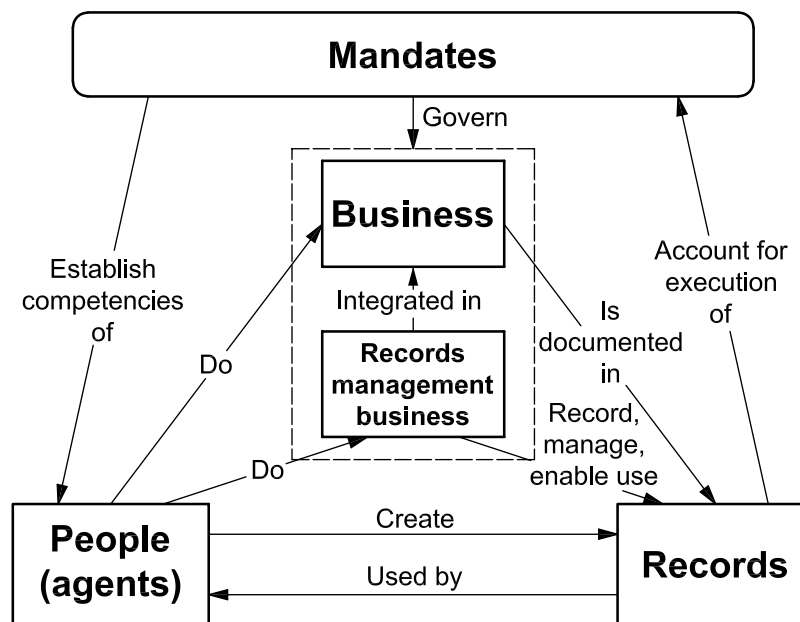 Mandates
Govern
Business
Establish
competencies
of
Account for
execution
of
Integrated in
Is
documented
in
Do
Records
management
business
Record,
manage,
enable use
Do
People
(agents)
Create
Used by
Records